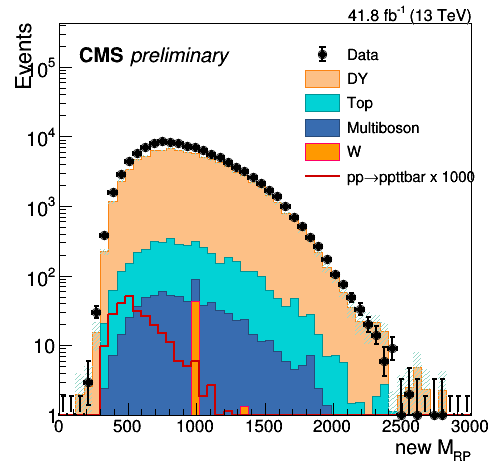 41.8 fb⁻¹ (13 TeV)
Events
CMS preliminary
Data
DY
Top
Multiboson
W
pp→ppttbar x 1000
10⁵
10⁴
10³
10²
10
1
0 500 1000 1500 2000 2500 3000
new M_RP